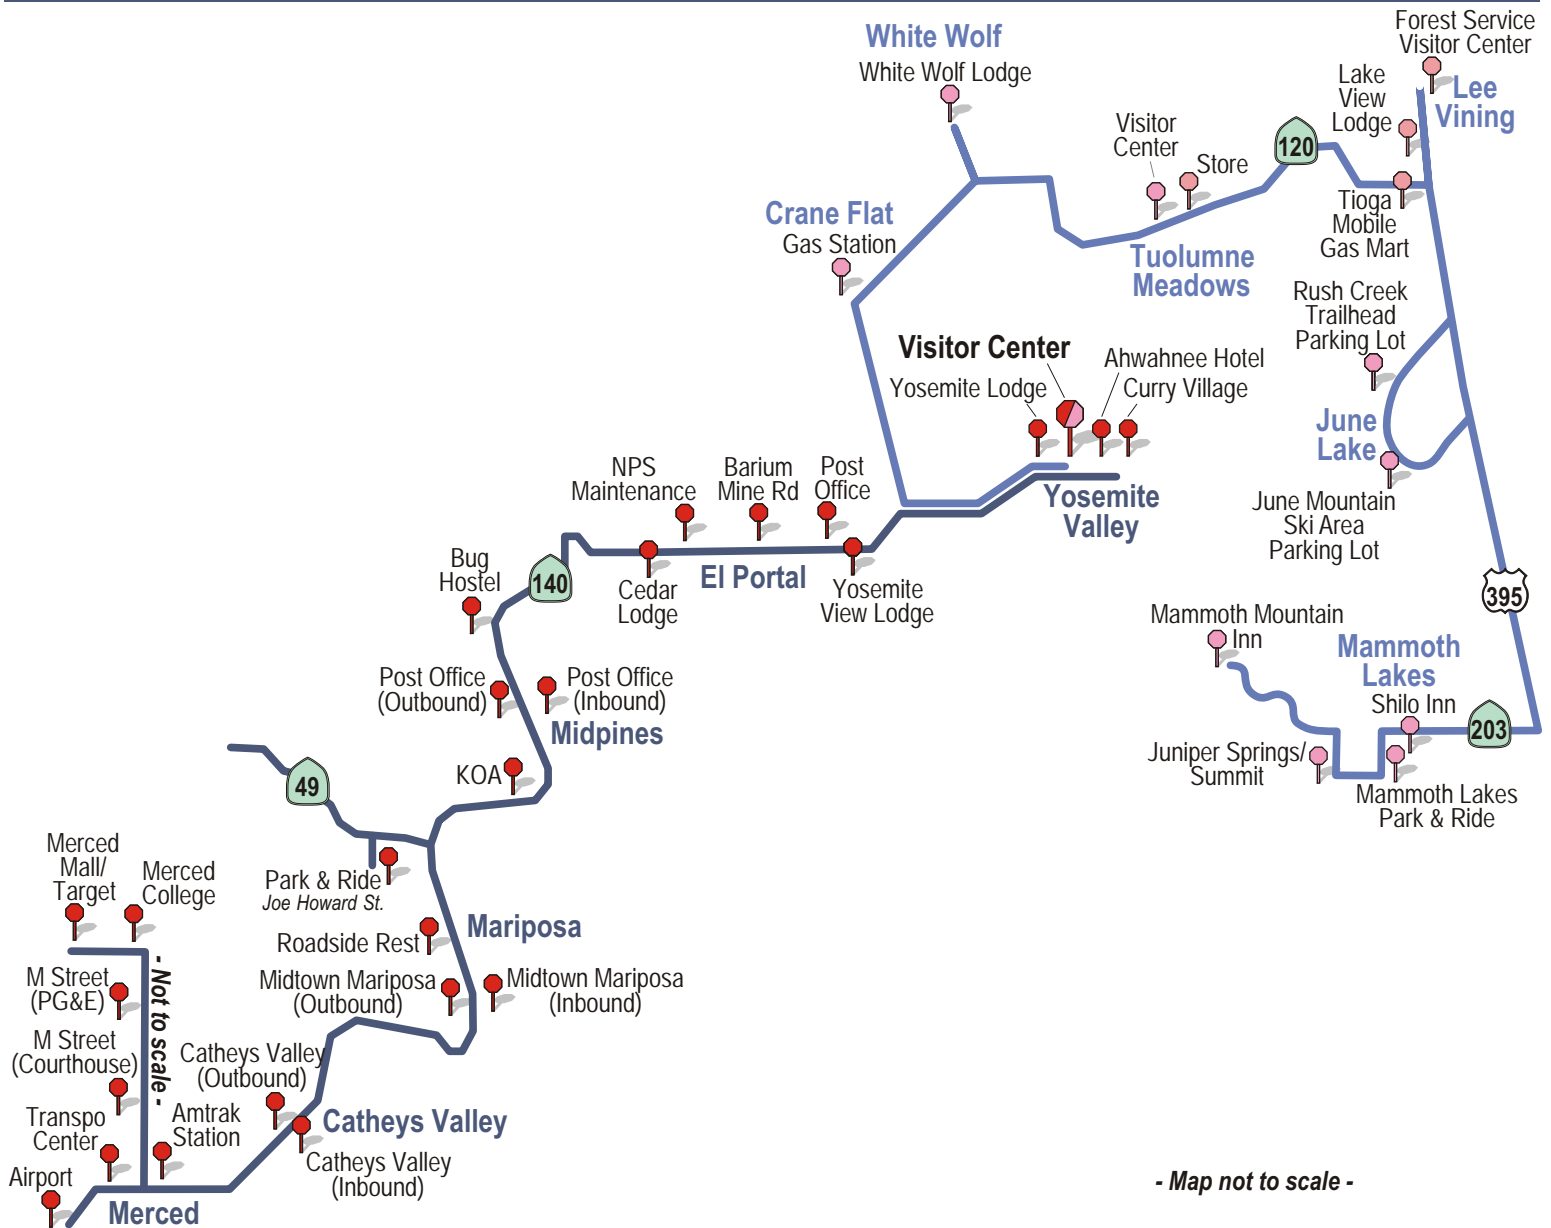 Forest Service
Visitor Center
White Wolf
White Wolf Lodge
Lake
View
Lodge
Lee
Vining
Visitor
Center
Store
120
Tioga
Mobile
Gas Mart
Crane Flat
Gas Station
Tuolumne
Meadows
Rush Creek
Trailhead
Parking Lot
Visitor Center
Ahwahnee Hotel
Yosemite Lodge
Curry Village
June
Lake
NPS
Maintenance
Barium
Mine Rd
Post
Office
Yosemite
Valley
June Mountain
Ski Area
Parking Lot
Bug
Hostel
140
El Portal
Cedar
Lodge
Yosemite
View Lodge
395
Mammoth Mountain
Inn
Mammoth
Lakes
Shilo Inn
203
Post Office
(Outbound)
Post Office
(Inbound)
Midpines
Juniper Springs/
Summit
Mammoth Lakes
Park & Ride
KOA
49
Merced
Mall/
Target
Merced
College
Park & Ride
Joe Howard St.
Mariposa
Roadside Rest
Midtown Mariposa
(Outbound)
Midtown Mariposa
(Inbound)
M Street
(PG&E)
- Not to scale -
M Street
(Courthouse)
Catheys Valley
(Outbound)
Transpo
Center
Amtrak
Station
Catheys Valley
Catheys Valley
(Inbound)
Airport
Merced
- Map not to scale -